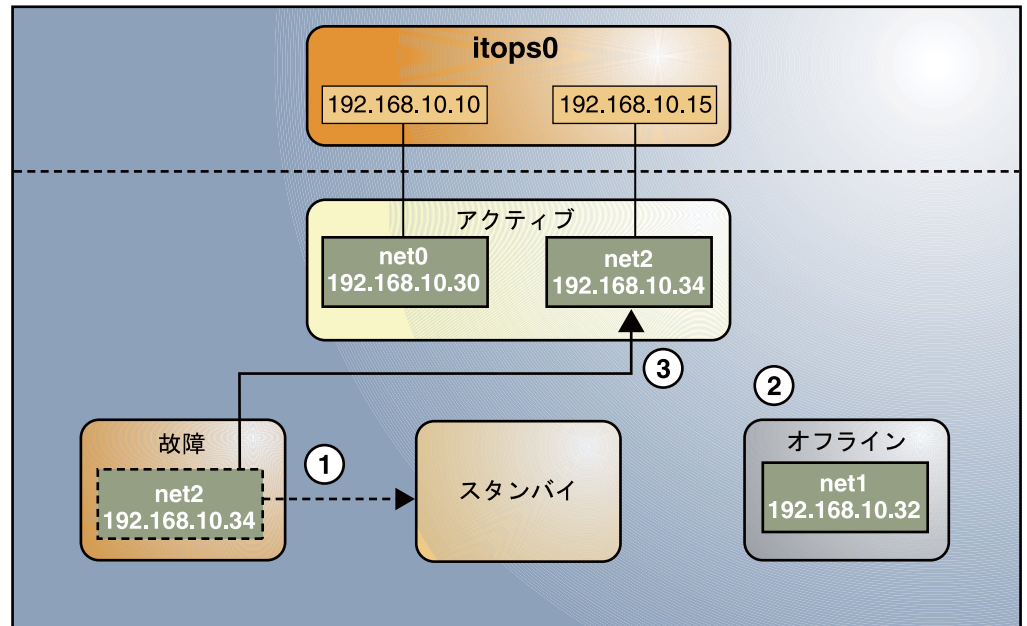 itops0
192.168.10.10
192.168.10.15
アクティブ
net0
192.168.10.30
net2
192.168.10.34
3
2
故障
net2
192.168.10.34
1
スタンバイ
オフライン
net1
192.168.10.32